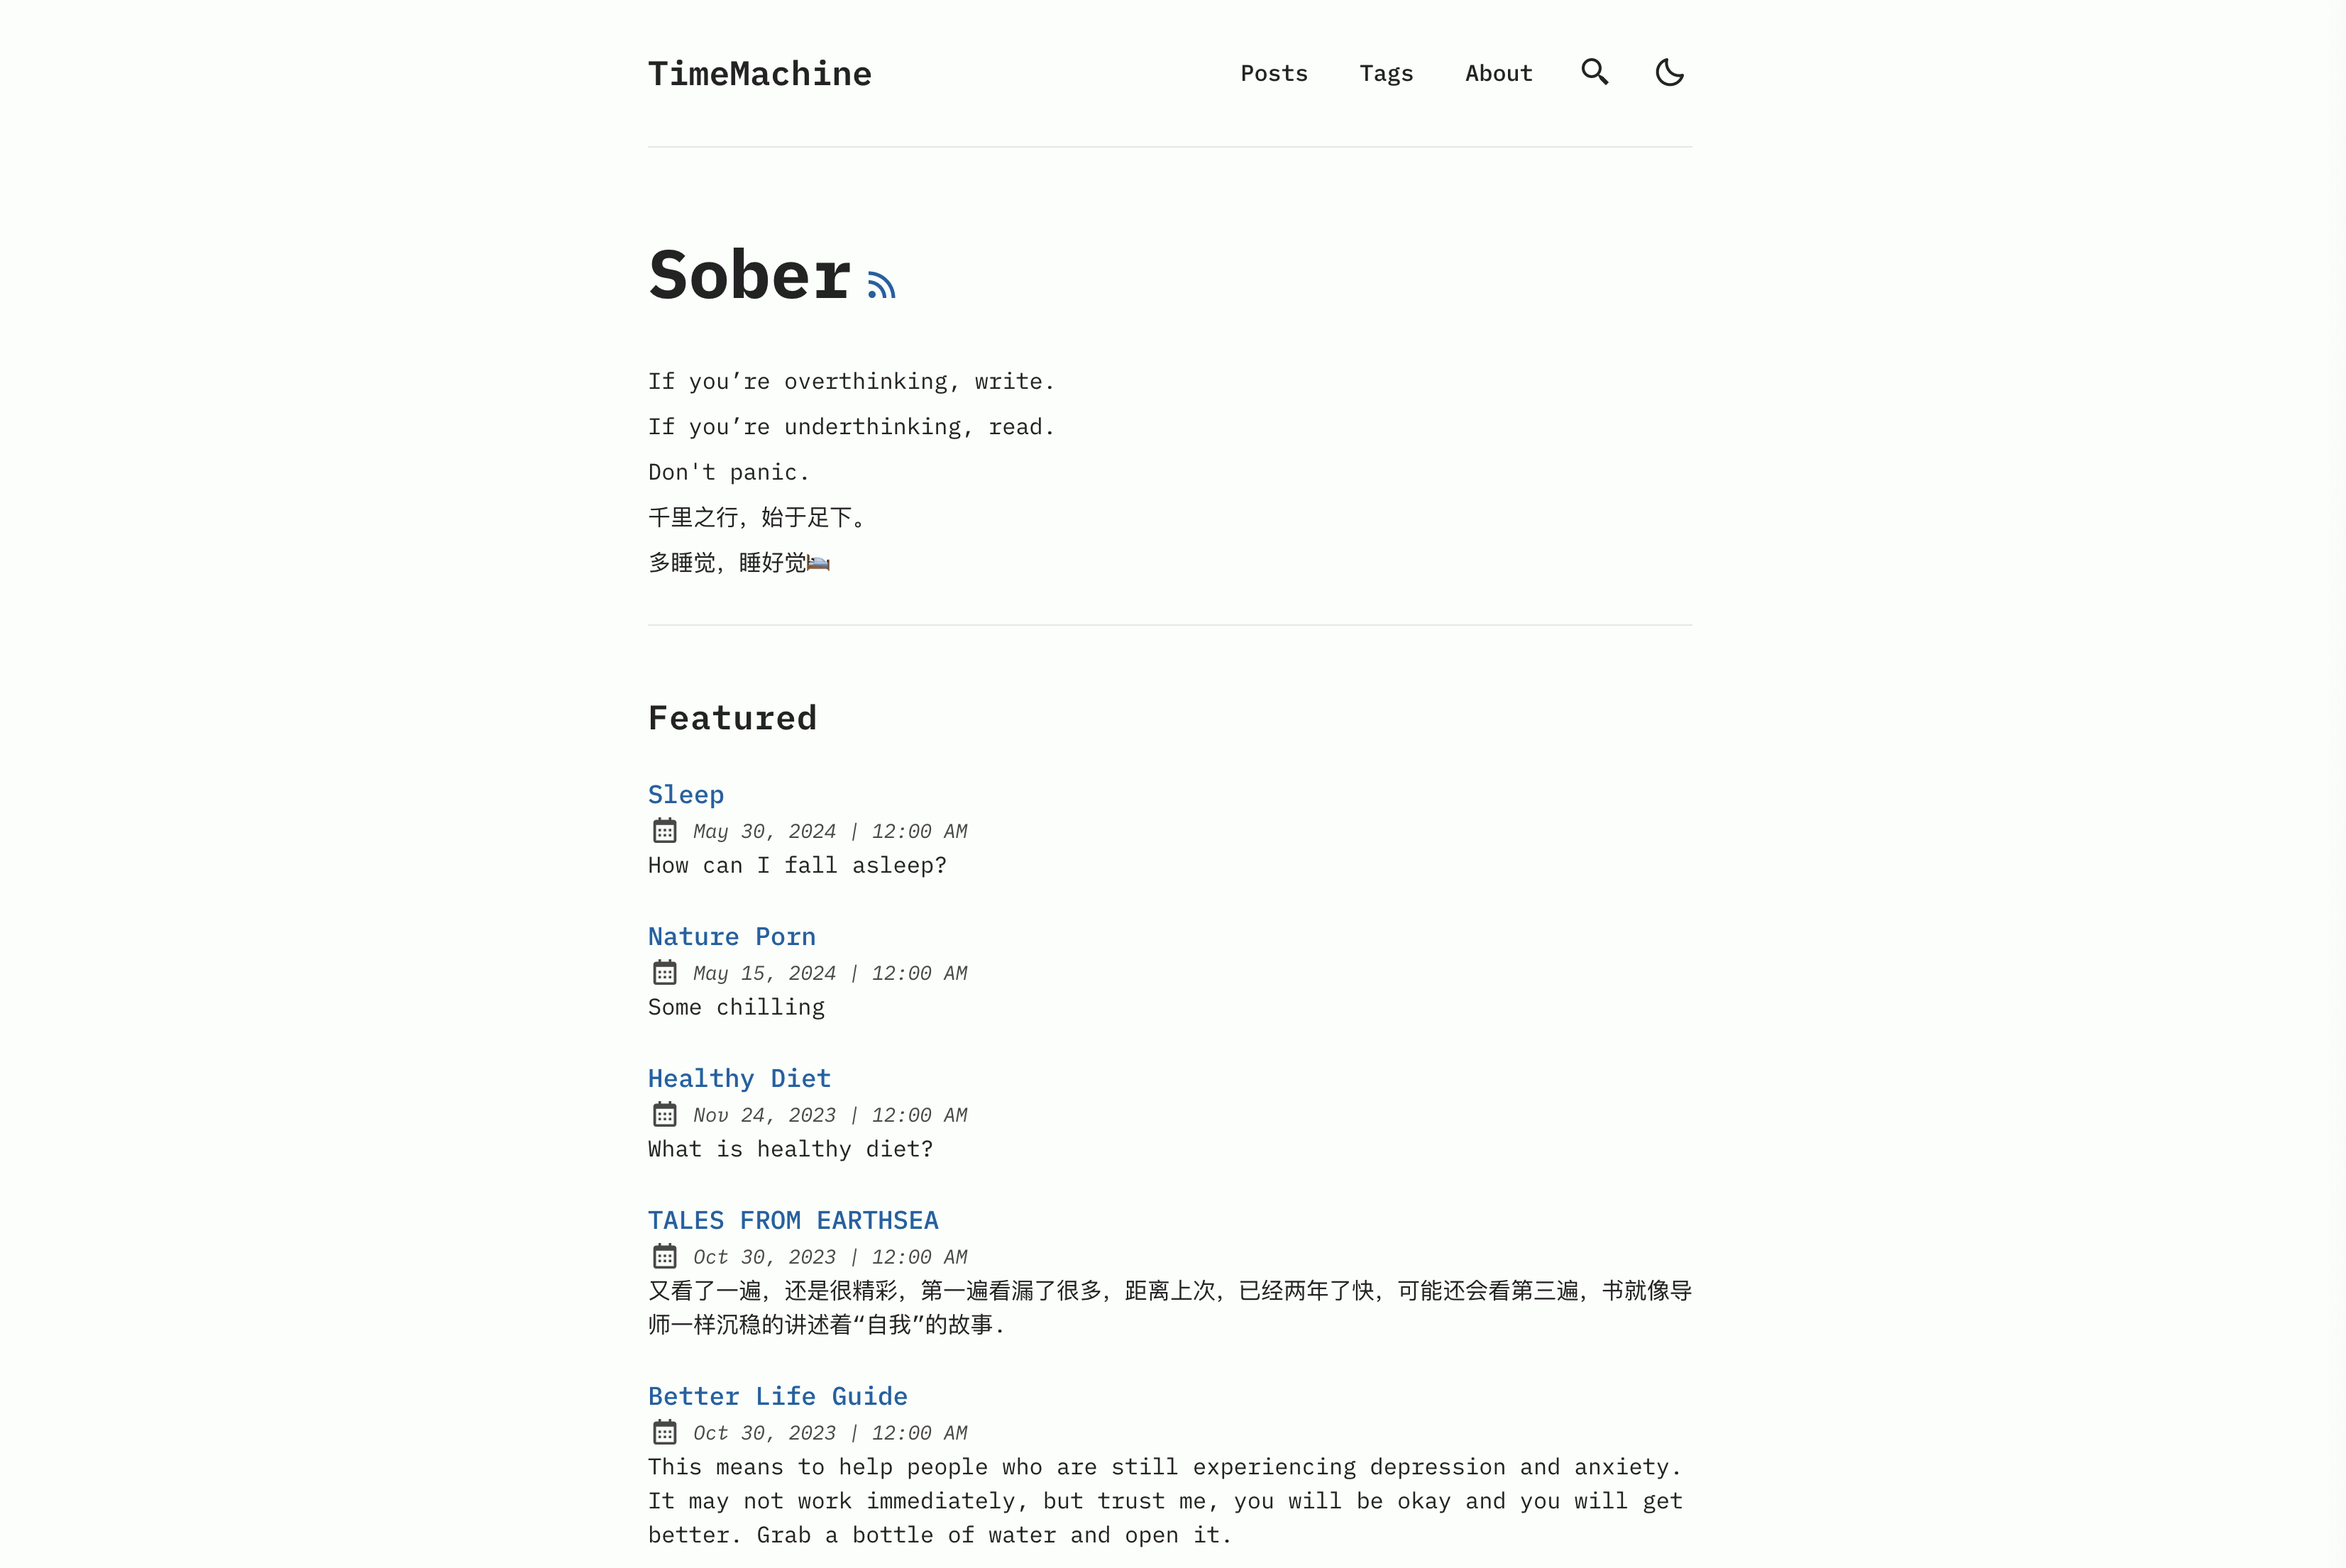 TimeMachine
Posts Tags About
Sober
If you’re overthinking, write.
If you’re underthinking, read.
Don't panic.
千里之行，始于足下。
多睡觉，睡好觉🛌
Featured
Sleep
May 30, 2024 | 12:00 AM
How can I fall asleep?
Nature Porn
May 15, 2024 | 12:00 AM
Some chilling
Healthy Diet
Nov 24, 2023 | 12:00 AM
What is healthy diet?
TALES FROM EARTHSEA
Oct 30, 2023 | 12:00 AM
又看了一遍，还是很精彩，第一遍看漏了很多，距离上次，已经两年了快，可能还会看第三遍，书就像导
师一样沉稳的讲述着“自我”的故事.
Better Life Guide
Oct 30, 2023 | 12:00 AM
This means to help people who are still experiencing depression and anxiety.
It may not work immediately, but trust me, you will be okay and you will get
better. Grab a bottle of water and open it.